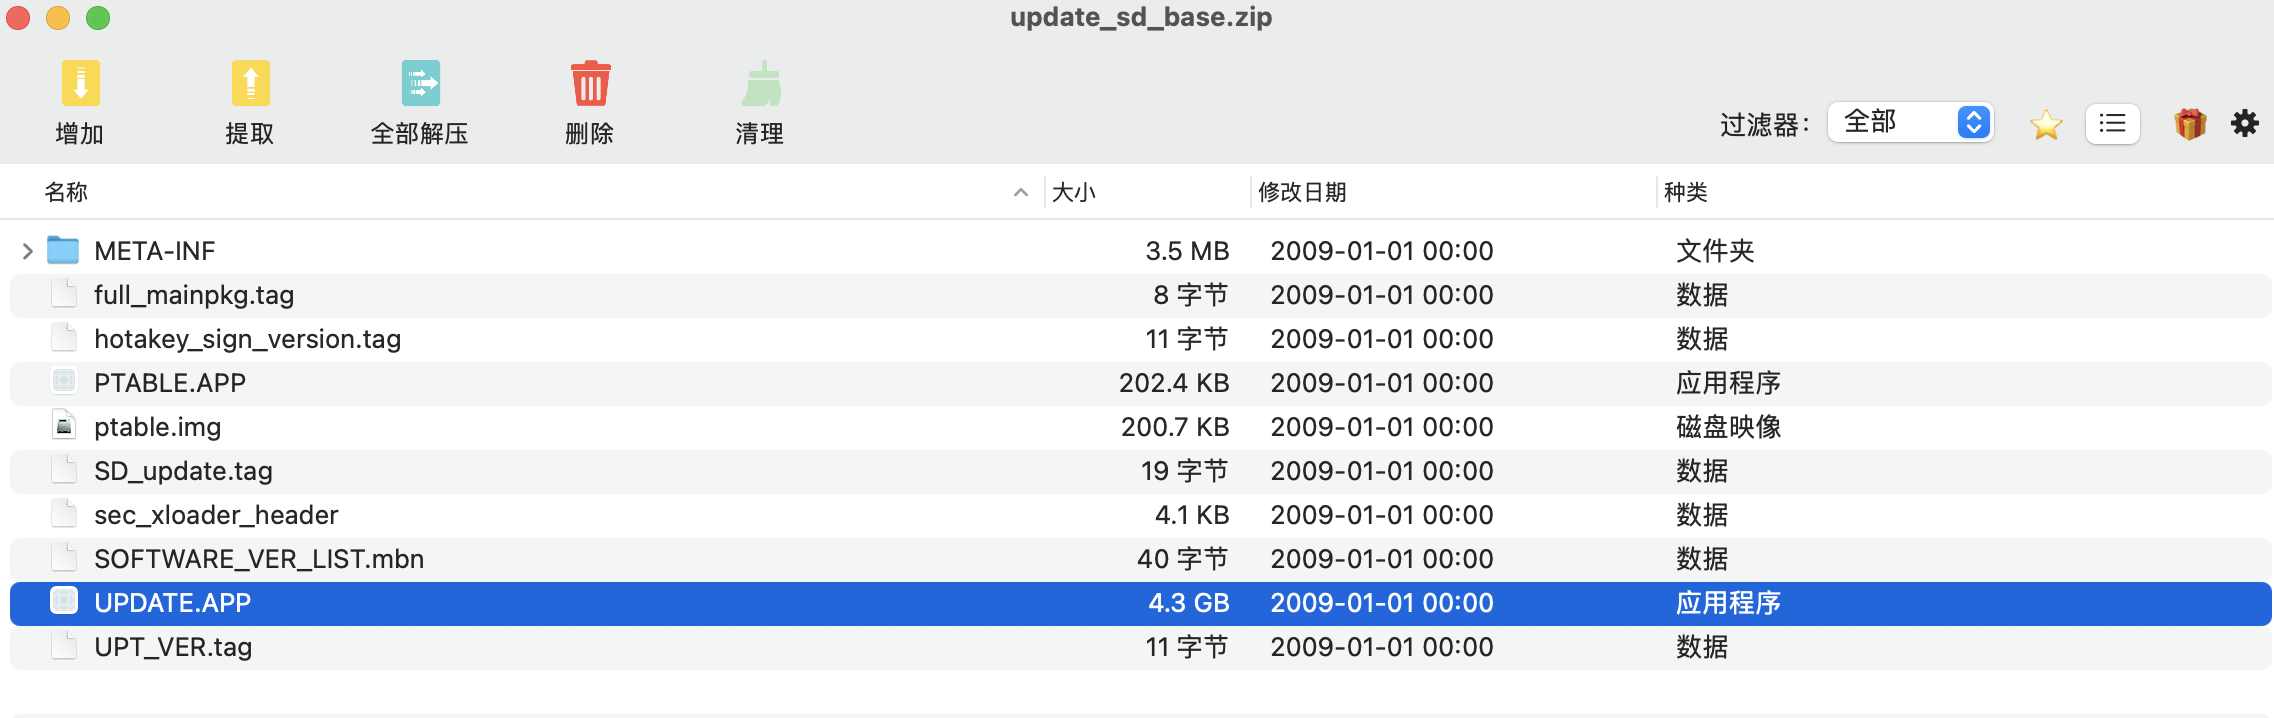 update_sd_base.zip
增加 提取 全部解压 删除 清理 过滤器： 全部
名称 大小 修改日期 种类
META-INF 3.5 MB 2009-01-01 00:00 文件夹
full_mainpkg.tag 8 字节 2009-01-01 00:00 数据
hotakey_sign_version.tag 11 字节 2009-01-01 00:00 数据
PTABLE.APP 202.4 KB 2009-01-01 00:00 应用程序
ptable.img 200.7 KB 2009-01-01 00:00 磁盘映像
SD_update.tag 19 字节 2009-01-01 00:00 数据
sec_xloader_header 4.1 KB 2009-01-01 00:00 数据
SOFTWARE_VER_LIST.mbn 40 字节 2009-01-01 00:00 数据
UPDATE.APP 4.3 GB 2009-01-01 00:00 应用程序
UPT_VER.tag 11 字节 2009-01-01 00:00 数据